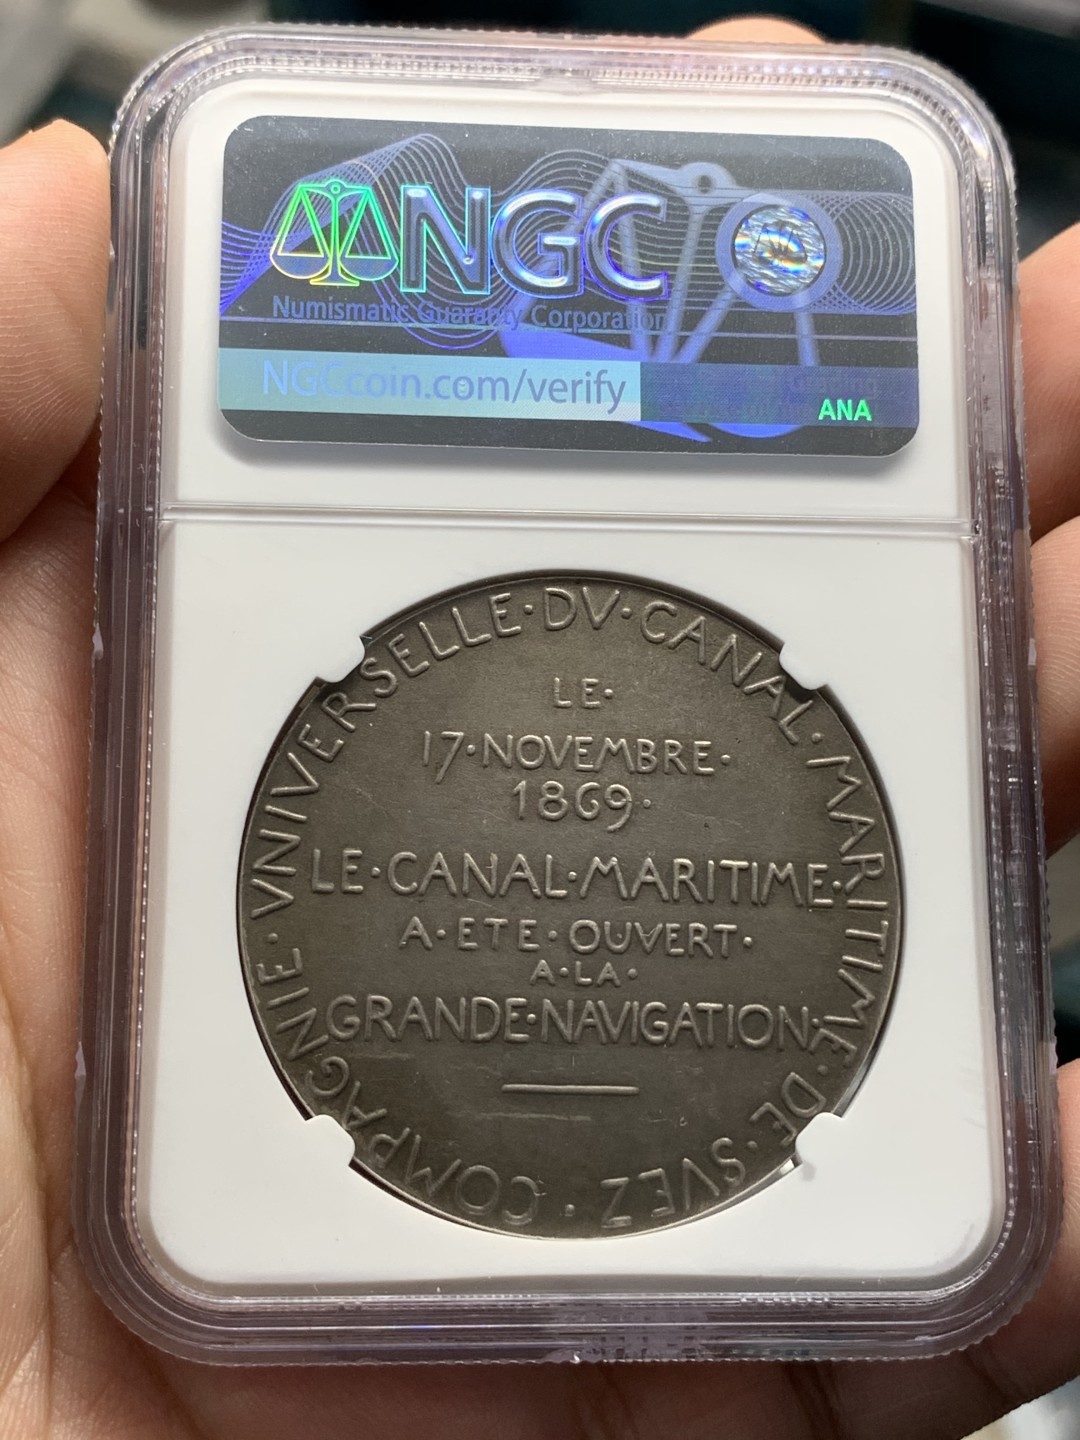 NGC
Numismatic Guaranty Corporation
NGCcoin.com/verify
Grading
ANA
COMPAGNIE · VNIVERSELLE · DV · CANAL · MARITIME · DE · SVEZ ·
LE·
17·NOVEMBRE·
1869·
LE·CANAL·MARITIME·
A·ETE·OUVERT·
A·LA·
GRANDE·NAVIGATION·